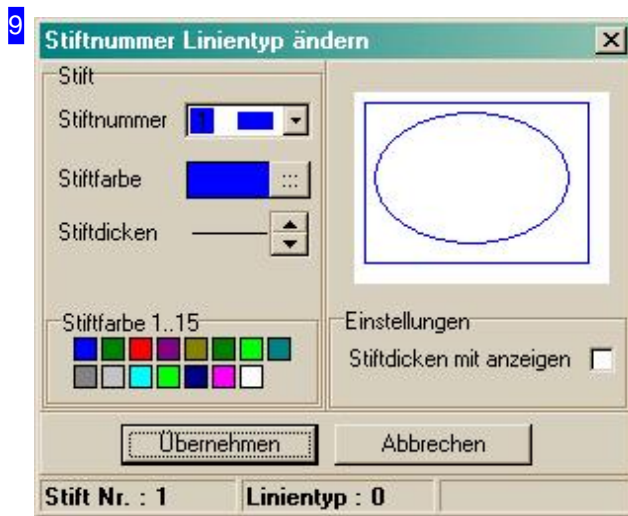 9
Stiftnummer Linientyp ändern
Stift
Stiftnummer 1
Stiftfarbe
Stiftdicken
Stiftfarbe 1..15
Einstellungen
Stiftdicken mit anzeigen
Übernehmen Abbrechen
Stift Nr. : 1 Linientyp : 0